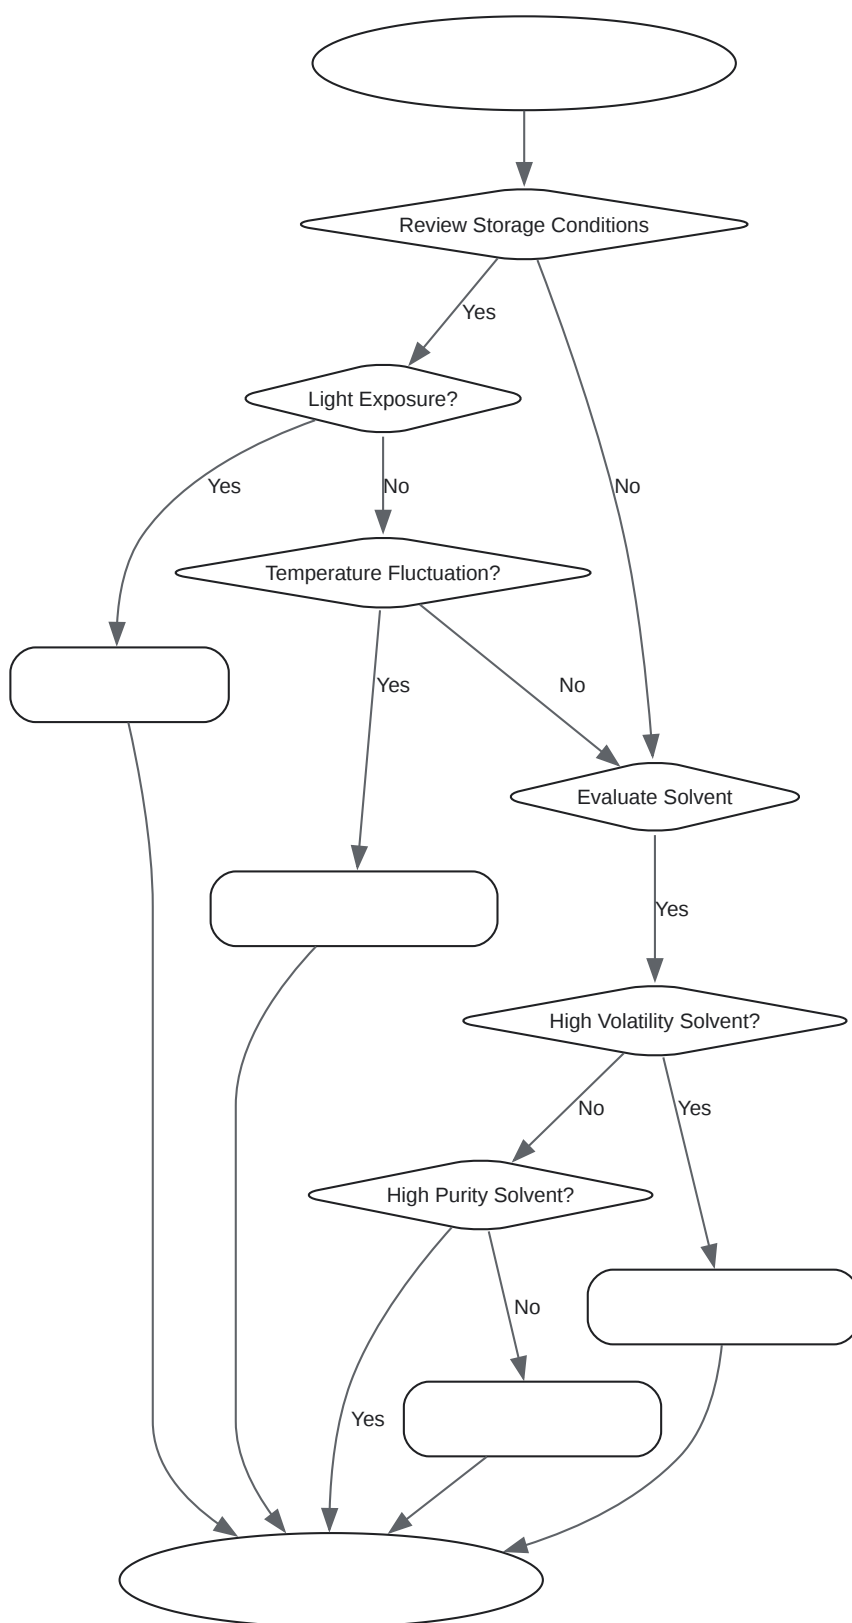 Review Storage Conditions
Yes
Light Exposure?
Yes
No
No
Temperature Fluctuation?
Yes
No
Evaluate Solvent
Yes
High Volatility Solvent?
No
Yes
High Purity Solvent?
No
Yes